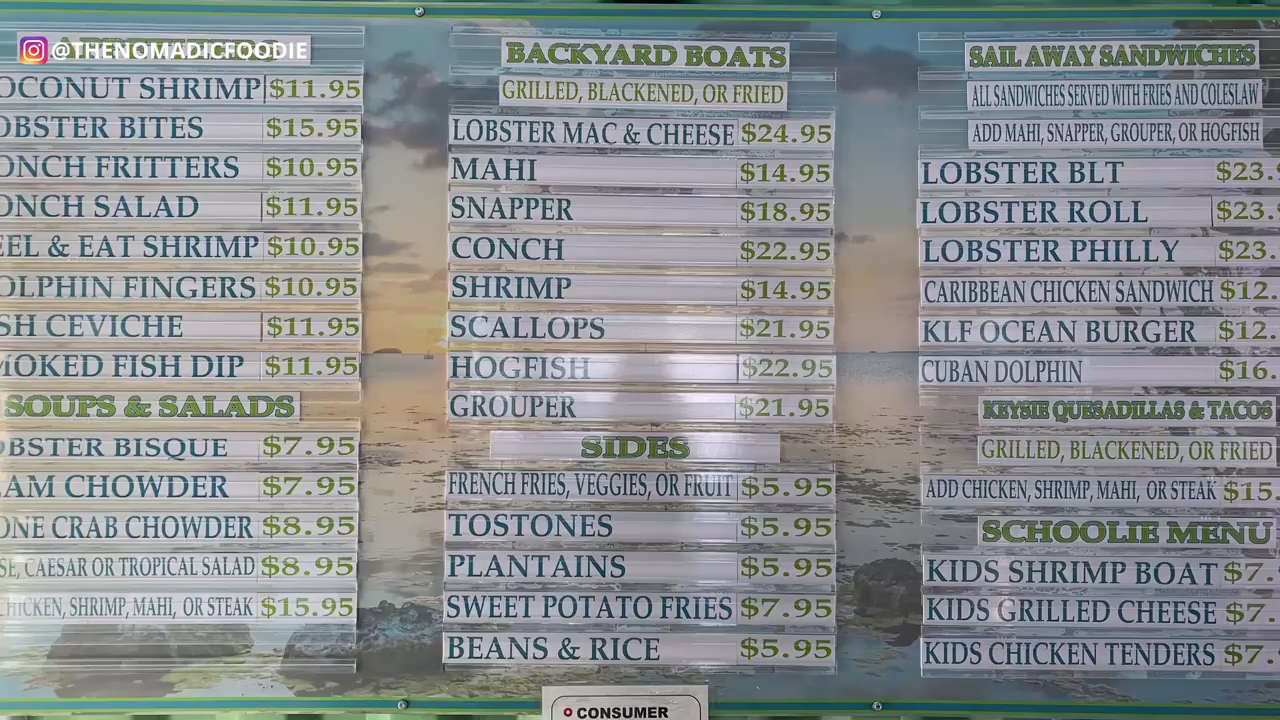 @THENOMADICFOODIE
OCONUT SHRIMP $11.95
OBSTER BITES $15.95
ONCH FRITTERS $10.95
ONCH SALAD $11.95
EEL & EAT SHRIMP $10.95
OLPHIN FINGERS $10.95
SH CEVICHE $11.95
MOKED FISH DIP $11.95
SOUPS & SALADS
OBSTER BISQUE $7.95
AM CHOWDER $7.95
ONE CRAB CHOWDER $8.95
SE, CAESAR OR TROPICAL SALAD $8.95
CHICKEN, SHRIMP, MAHI, OR STEAK $15.95
BACKYARD BOATS
GRILLED, BLACKENED, OR FRIED
LOBSTER MAC & CHEESE $24.95
MAHI $14.95
SNAPPER $18.95
CONCH $22.95
SHRIMP $14.95
SCALLOPS $21.95
HOGFISH $22.95
GROUPER $21.95
SIDES
FRENCH FRIES, VEGGIES, OR FRUIT $5.95
TOSTONES $5.95
PLANTAINS $5.95
SWEET POTATO FRIES $7.95
BEANS & RICE $5.95
CONSUMER
SAIL AWAY SANDWICHES
ALL SANDWICHES SERVED WITH FRIES AND COLESLAW
ADD MAHI, SNAPPER, GROUPER, OR HOGFISH
LOBSTER BLT $23.
LOBSTER ROLL $23.
LOBSTER PHILLY $23.
CARIBBEAN CHICKEN SANDWICH $12.
KLF OCEAN BURGER $12.
CUBAN DOLPHIN $16.
KEYSIE QUESADILLAS & TACOS
GRILLED, BLACKENED, OR FRIED
ADD CHICKEN, SHRIMP, MAHI, OR STEAK $15.
SCHOOLIE MENU
KIDS SHRIMP BOAT $7.
KIDS GRILLED CHEESE $7.
KIDS CHICKEN TENDERS $7.